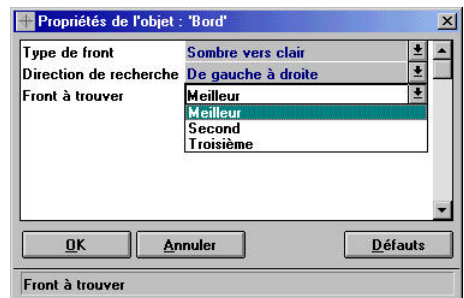 Propriétés de l'objet : 'Bord'
Type de front Sombre vers clair
Direction de recherche De gauche à droite
Front à trouver Meilleur
Meilleur
Second
Troisième
OK Annuler Défauts
Front à trouver